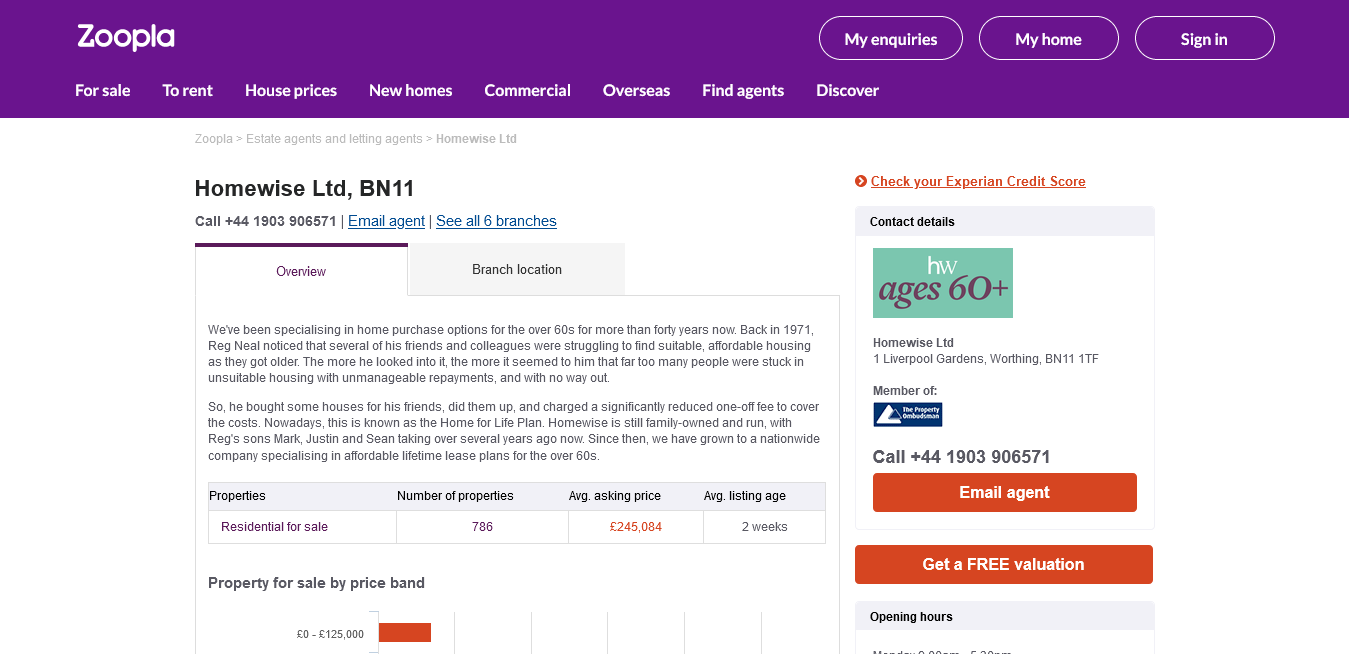 Zoopla
My enquiries
My home
Sign in
For sale
To rent
House prices
New homes
Commercial
Overseas
Find agents
Discover
Zoopla > Estate agents and letting agents > Homewise Ltd
Homewise Ltd, BN11
Call +44 1903 906571 | Email agent | See all 6 branches
Overview
Branch location
We've been specialising in home purchase options for the over 60s for more than forty years now. Back in 1971,
Reg Neal noticed that several of his friends and colleagues were struggling to find suitable, affordable housing
as they got older. The more he looked into it, the more it seemed to him that far too many people were stuck in
unsuitable housing with unmanageable repayments, and with no way out.
So, he bought some houses for his friends, did them up, and charged a significantly reduced one-off fee to cover
the costs. Nowadays, this is known as the Home for Life Plan. Homewise is still family-owned and run, with
Reg's sons Mark, Justin and Sean taking over several years ago now. Since then, we have grown to a nationwide
company specialising in affordable lifetime lease plans for the over 60s.
Properties Number of properties Avg. asking price Avg. listing age
Residential for sale 786 £245,084 2 weeks
Property for sale by price band
£0 - £125,000
Check your Experian Credit Score
Contact details
hw
ages 60+
Homewise Ltd
1 Liverpool Gardens, Worthing, BN11 1TF
Member of:
The Property
Ombudsman
Call +44 1903 906571
Email agent
Get a FREE valuation
Opening hours